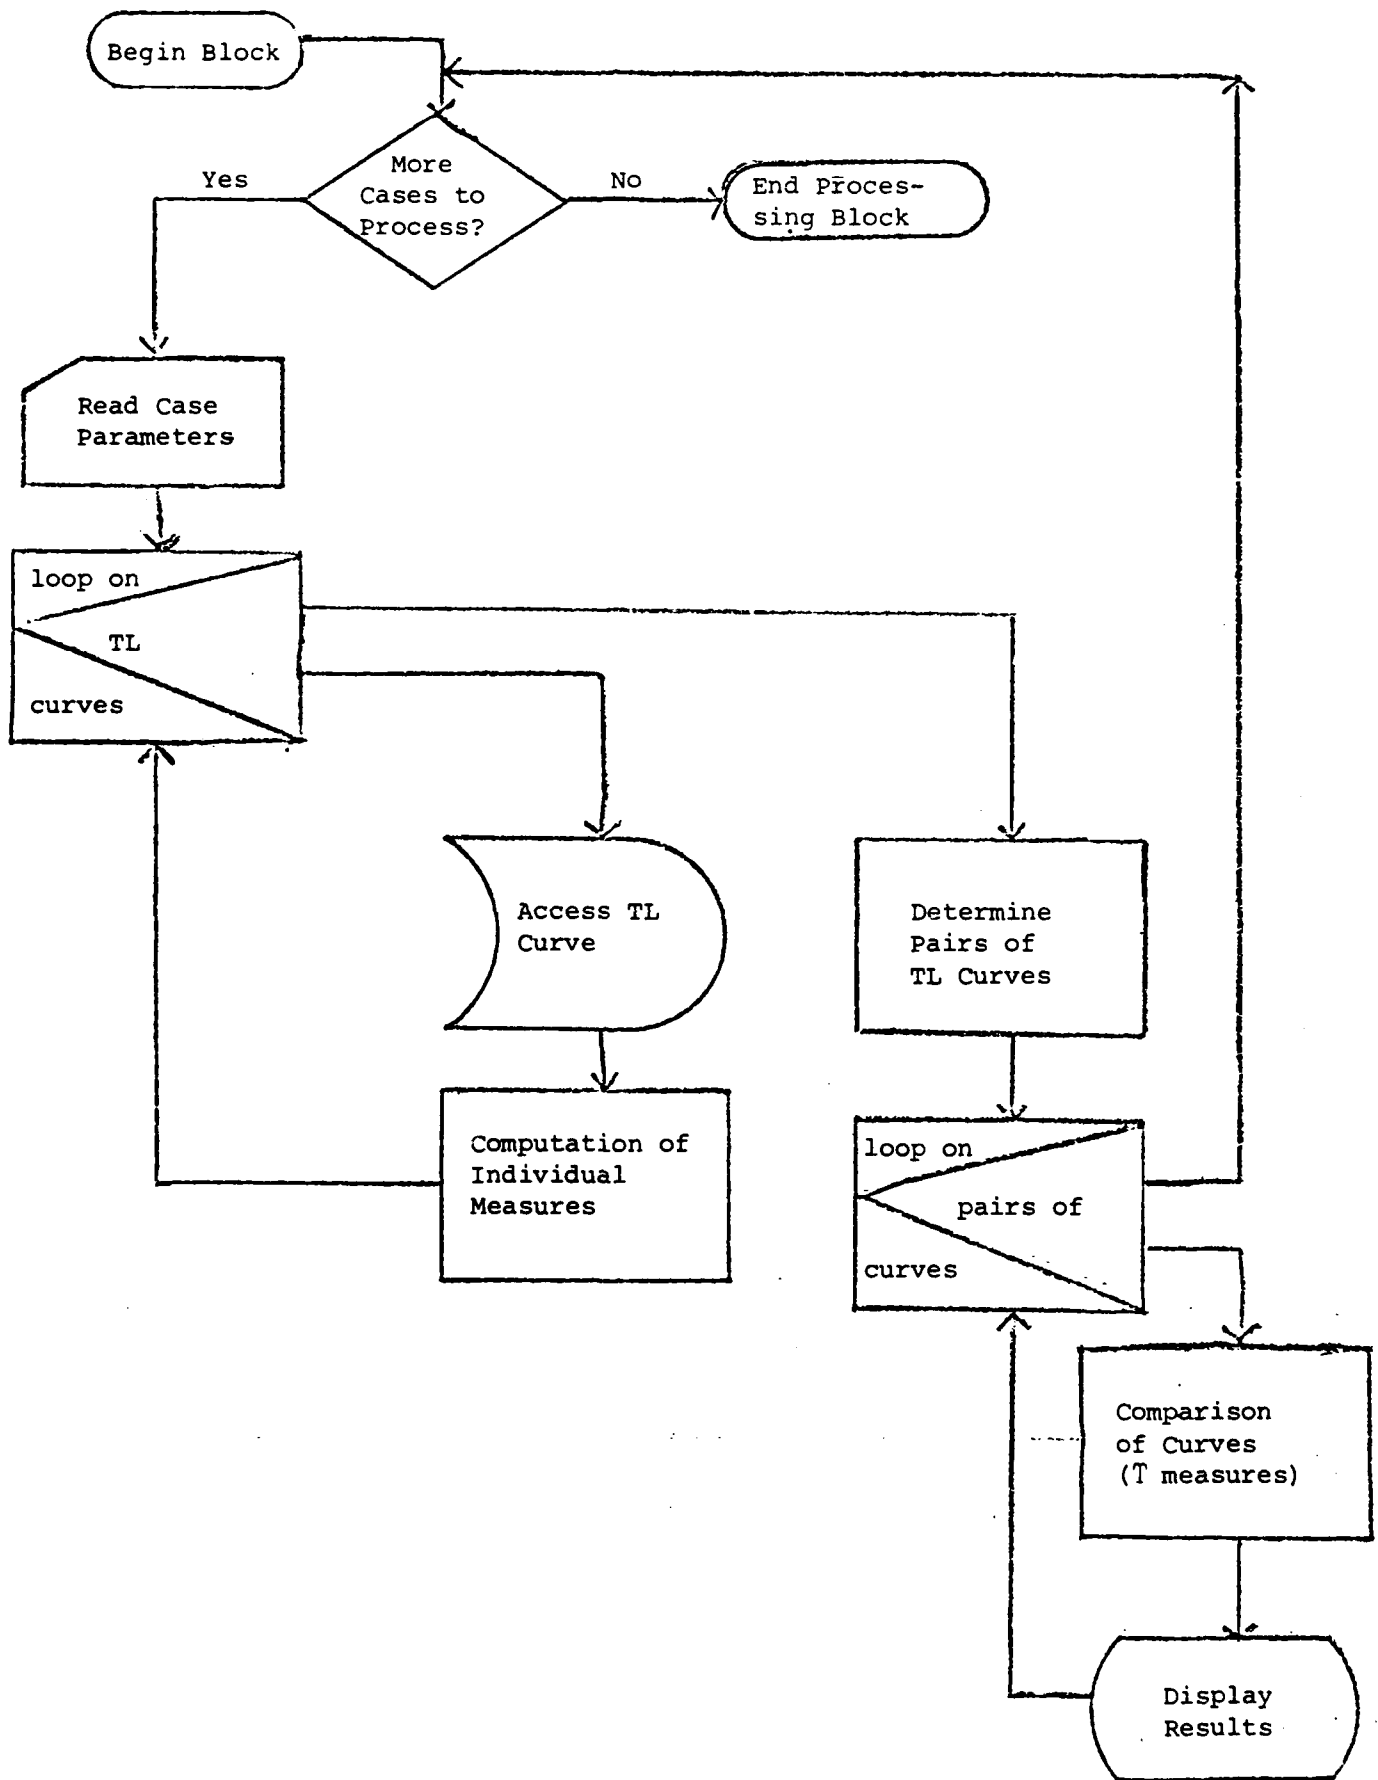 Begin Block
More
Cases to
Process?
Yes
No
End Proces-
sing Block
Read Case
Parameters
loop on
TL
curves
Access TL
Curve
Computation of
Individual
Measures
Determine
Pairs of
TL Curves
loop on
pairs of
curves
Comparison
of Curves
(T measures)
Display
Results